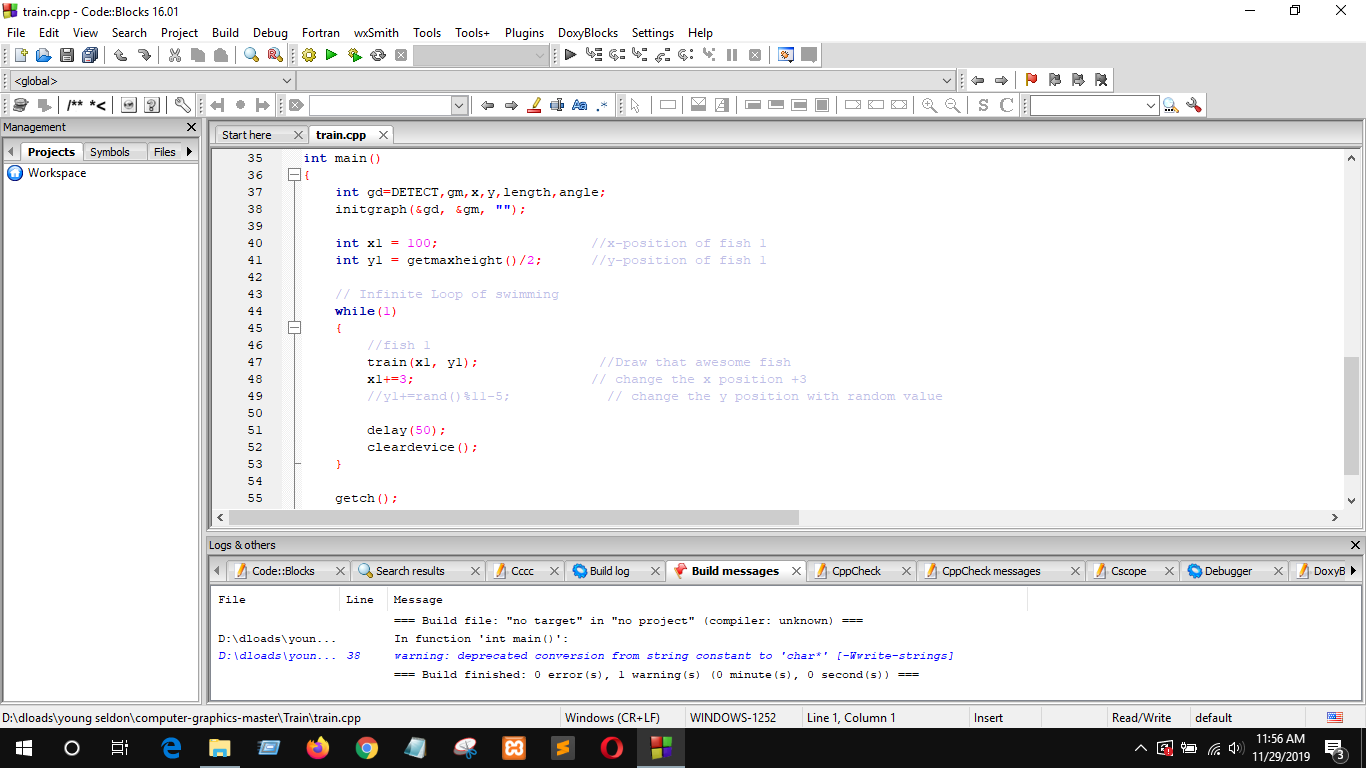 train.cpp - Code::Blocks 16.01
File Edit View Search Project Build Debug Fortran wxSmith Tools Tools+ Plugins DoxyBlocks Settings Help
<global>
/** *<
Aa .*
S C
Management
Projects Symbols Files
Workspace
Start here train.cpp
35 int main()
36 {
37 int gd=DETECT,gm,x,y,length,angle;
38 initgraph(&gd, &gm, "");
39
40 int x1 = 100; //x-position of fish 1
41 int y1 = getmaxheight()/2; //y-position of fish 1
42
43 // Infinite Loop of swimming
44 while(1)
45 {
46 //fish 1
47 train(x1, y1); //Draw that awesome fish
48 x1+=3; // change the x position +3
49 //y1+=rand()%11-5; // change the y position with random value
50
51 delay(50);
52 cleardevice();
53 }
54
55 getch();
Logs & others
Code::Blocks Search results Cccc Build log Build messages CppCheck CppCheck messages Cscope Debugger DoxyB
File Line Message
=== Build file: "no target" in "no project" (compiler: unknown) ===
D:\dloads\youn... In function 'int main()':
D:\dloads\youn... 38 warning: deprecated conversion from string constant to 'char*' [-Wwrite-strings]
=== Build finished: 0 error(s), 1 warning(s) (0 minute(s), 0 second(s)) ===
D:\dloads\young seldon\computer-graphics-master\Train\train.cpp Windows (CR+LF) WINDOWS-1252 Line 1, Column 1 Insert Read/Write default
11:56 AM
11/29/2019
3